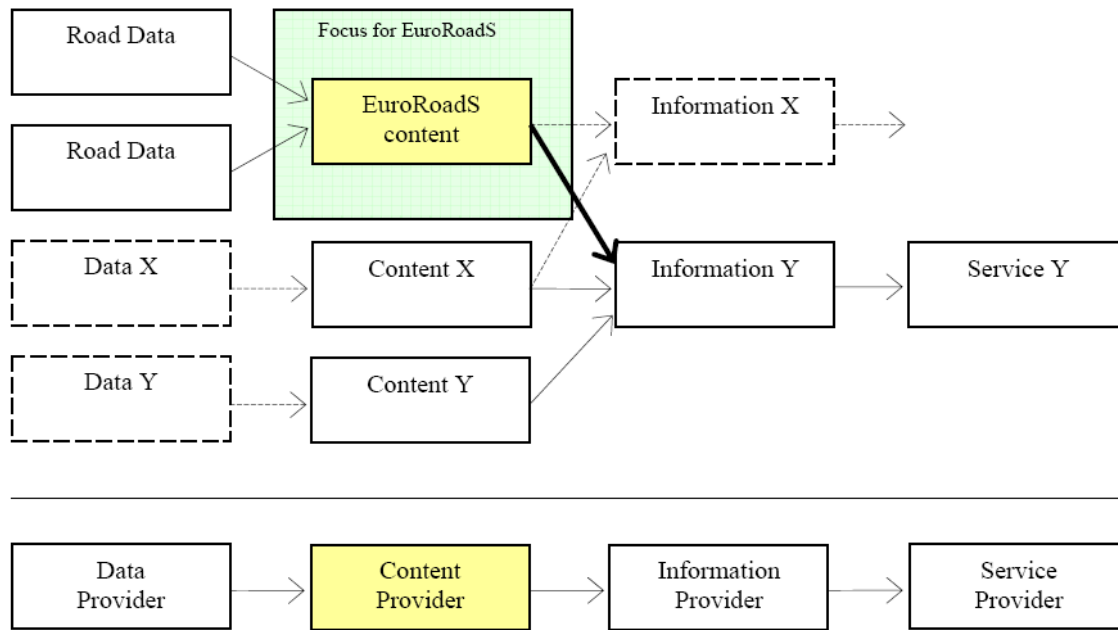 Road Data
Focus for EuroRoadS
EuroRoadS
content
Information X
Road Data
Data X
Content X
Information Y
Service Y
Data Y
Content Y
Data
Provider
Content
Provider
Information
Provider
Service
Provider